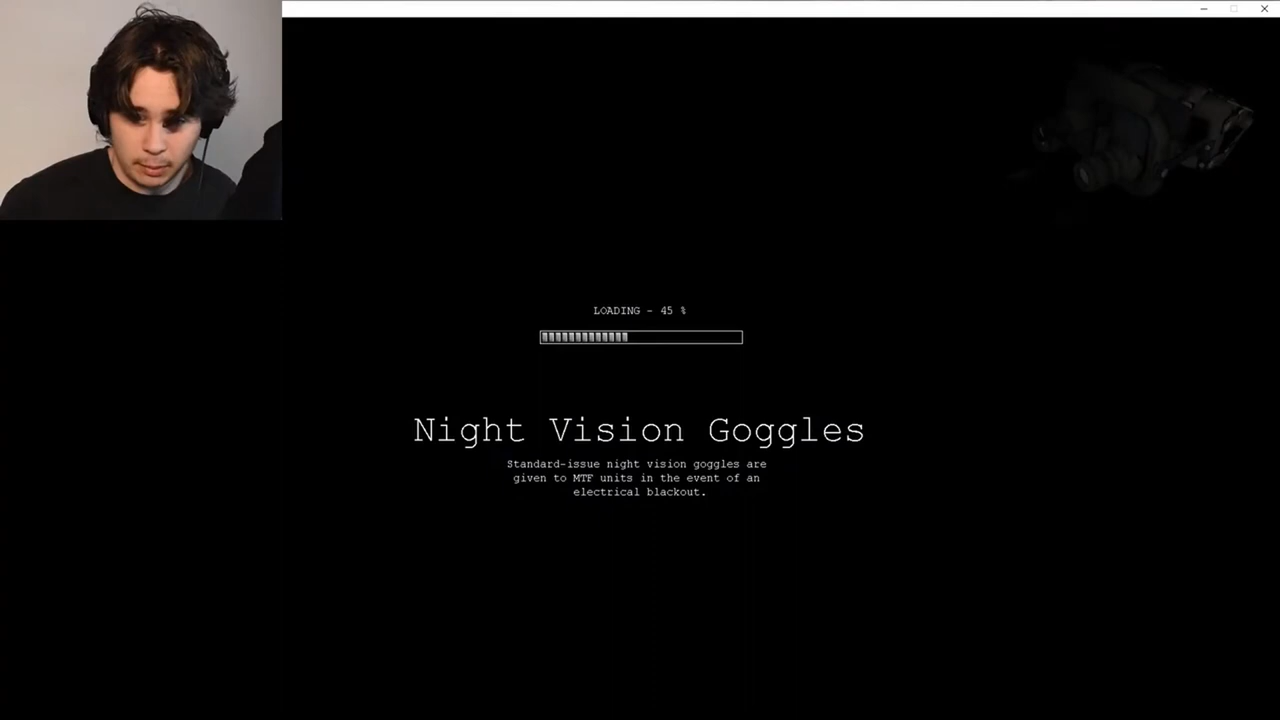 LOADING - 45 %
Night Vision Goggles
Standard-issue night vision goggles are
given to MTF units in the event of an
electrical blackout.